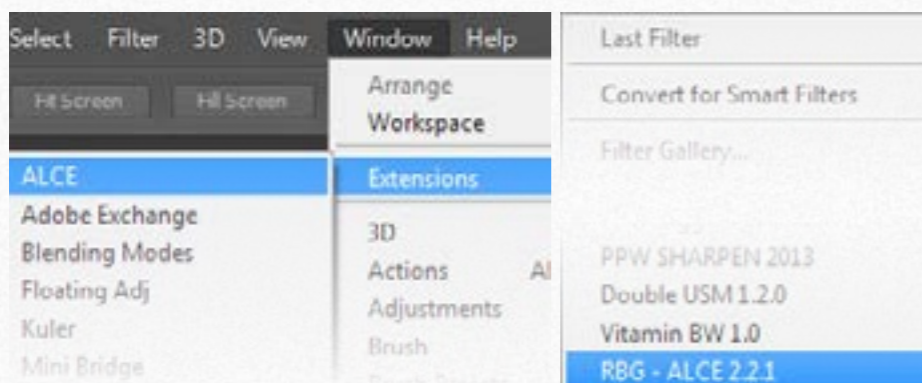 Select Filter 3D View Window Help
Fit Screen Fill Screen
Arrange
Workspace
Extensions
ALCE
Adobe Exchange
Blending Modes
Floating Adj
Kuler
Mini Bridge
3D
Actions
Adjustments
Brush
Last Filter
Convert for Smart Filters
Filter Gallery...
PPW SHARPEN 2013
Double USM 1.2.0
Vitamin BW 1.0
RBG - ALCE 2.2.1